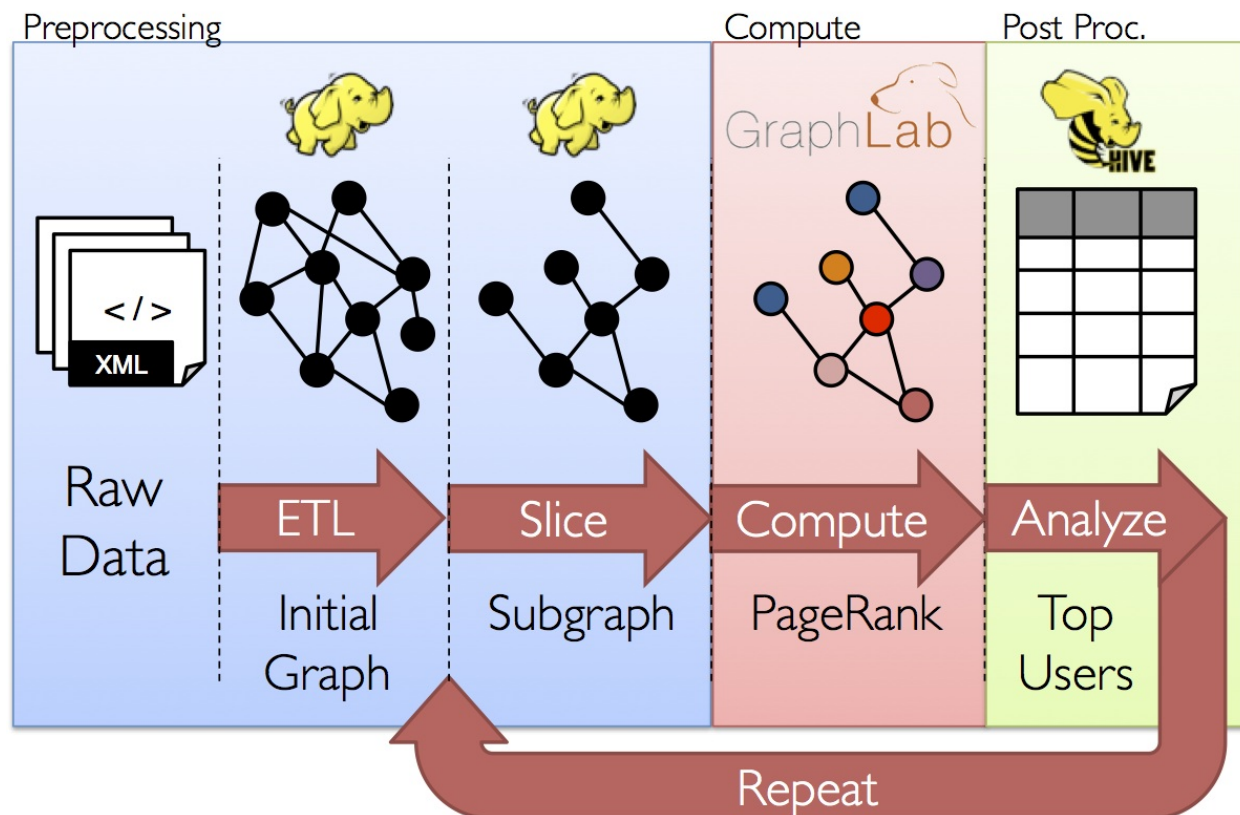 Preprocessing
Compute
Post Proc.
GraphLab
HIVE
</>
XML
Raw
Data
ETL
Slice
Compute
Analyze
Initial
Graph
Subgraph
PageRank
Top
Users
Repeat